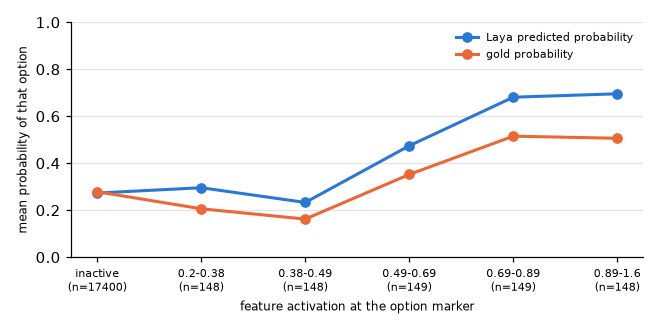 Laya predicted probability
gold probability
mean probability of that option
1.0
0.8
0.6
0.4
0.2
0.0
inactive
(n=17400)
0.2-0.38
(n=148)
0.38-0.49
(n=148)
0.49-0.69
(n=149)
0.69-0.89
(n=149)
0.89-1.6
(n=148)
feature activation at the option marker